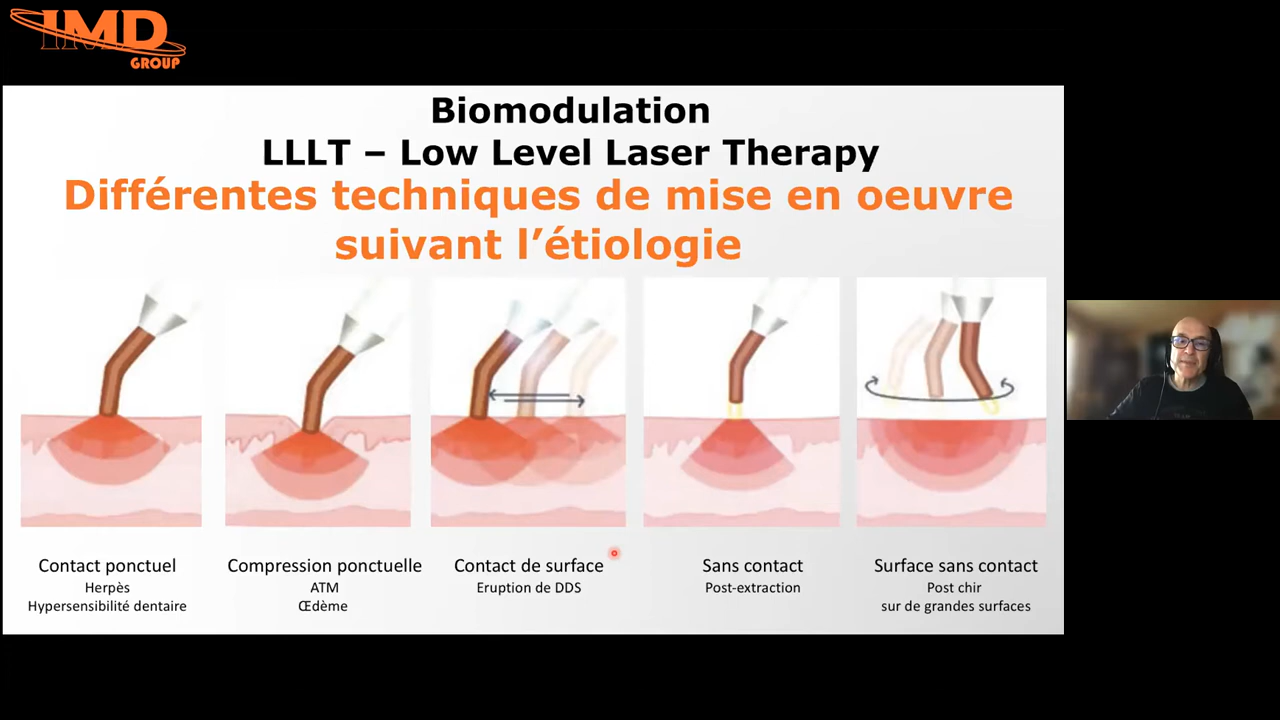 IMD
GROUP
Biomodulation
LLLT – Low Level Laser Therapy
Différentes techniques de mise en oeuvre
suivant l’étiologie
Contact ponctuel
Herpès
Hypersensibilité dentaire
Compression ponctuelle
ATM
Œdème
Contact de surface
Eruption de DDS
Sans contact
Post-extraction
Surface sans contact
Post chir
sur de grandes surfaces